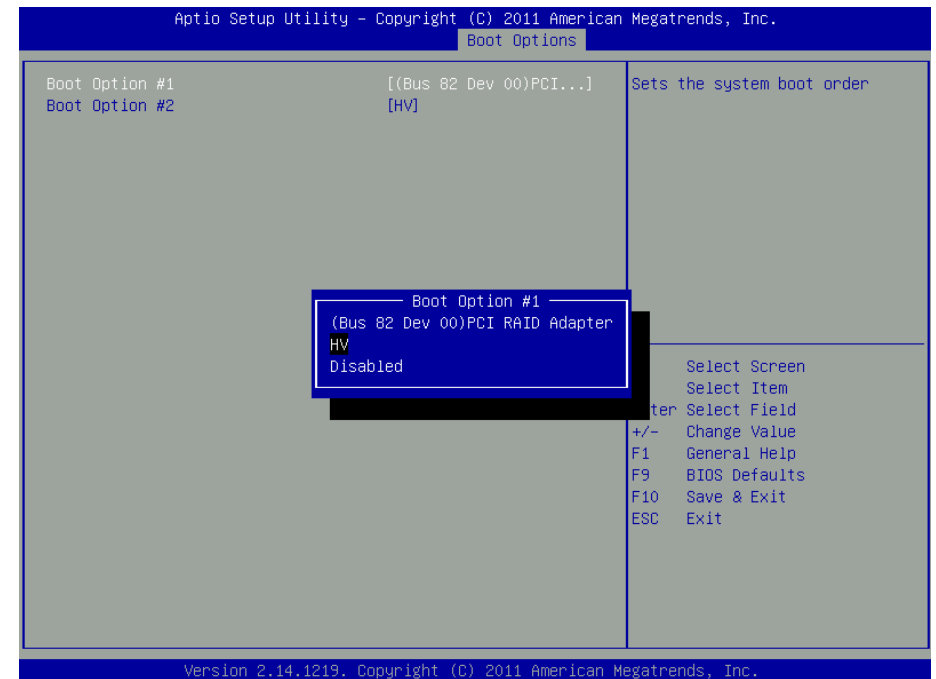 Aptio Setup Utility – Copyright (C) 2011 American Megatrends, Inc.
Boot Options
Boot Option #1 [(Bus 82 Dev 00)PCI...]
Boot Option #2 [HV]
Sets the system boot order
Boot Option #1
(Bus 82 Dev 00)PCI RAID Adapter
HV
Disabled
Select Screen
Select Item
ter Select Field
+/- Change Value
F1 General Help
F9 BIOS Defaults
F10 Save & Exit
ESC Exit
Version 2.14.1219. Copyright (C) 2011 American Megatrends, Inc.